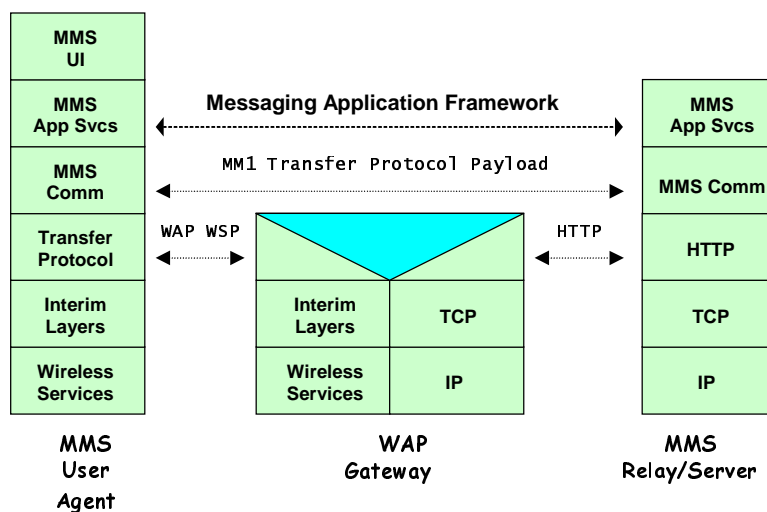 MMS
UI
MMS
App Svcs
MMS
Comm
Transfer
Protocol
Interim
Layers
Wireless
Services
Messaging Application Framework
MM1 Transfer Protocol Payload
WAP WSP
HTTP
Interim
Layers
TCP
Wireless
Services
IP
MMS
App Svcs
MMS Comm
HTTP
TCP
IP
MMS
User
Agent
WAP
Gateway
MMS
Relay/Server